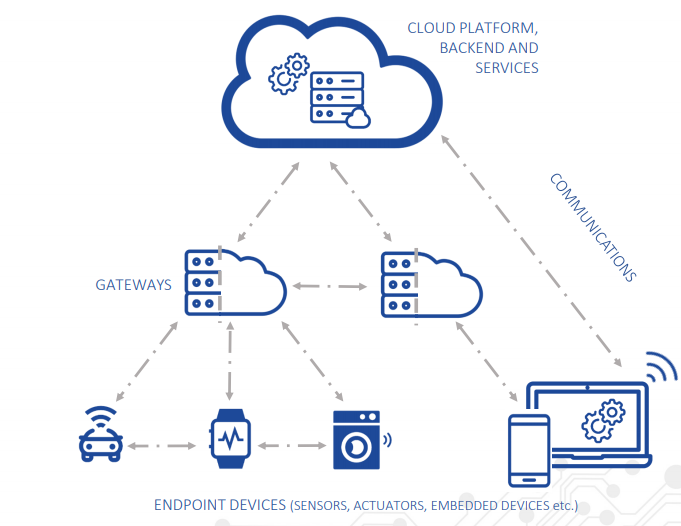 CLOUD PLATFORM,
BACKEND AND
SERVICES
COMMUNICATIONS
GATEWAYS
ENDPOINT DEVICES (SENSORS, ACTUATORS, EMBEDDED DEVICES etc.)